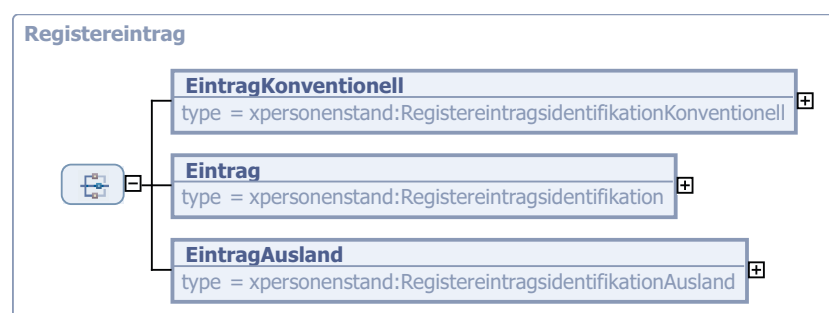 Registereintrag
EintragKonventionell
type = xpersonenstand:RegistereintragsidentifikationKonventionell
Eintrag
type = xpersonenstand:Registereintragsidentifikation
EintragAusland
type = xpersonenstand:RegistereintragsidentifikationAusland